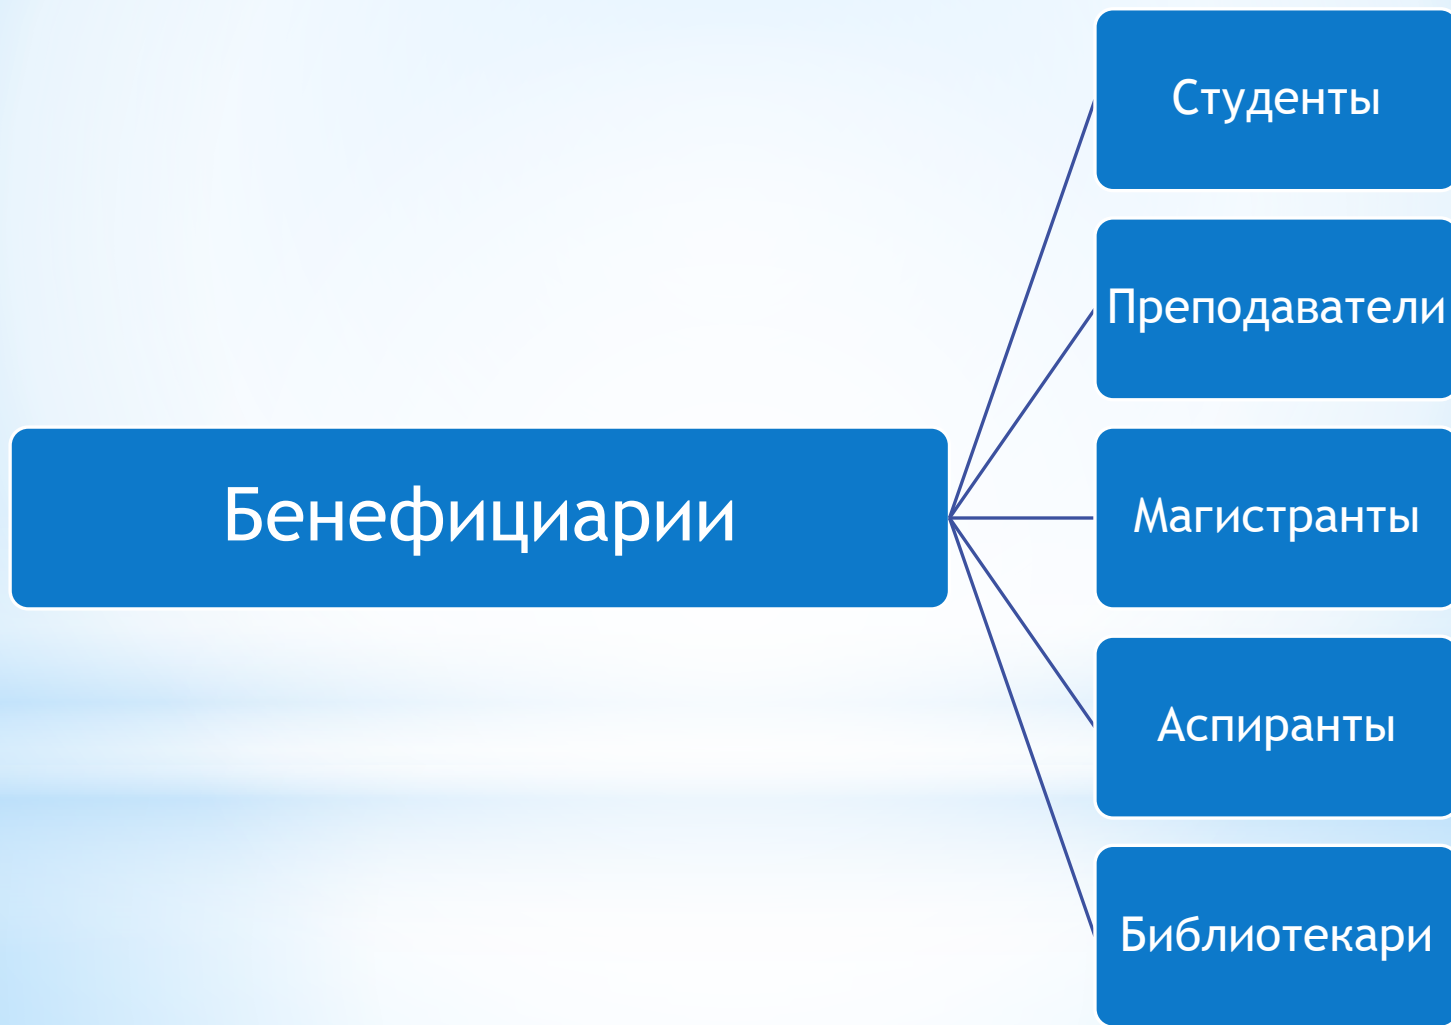 Бенефициарии
Студенты
Преподаватели
Магистранты
Аспиранты
Библиотекари